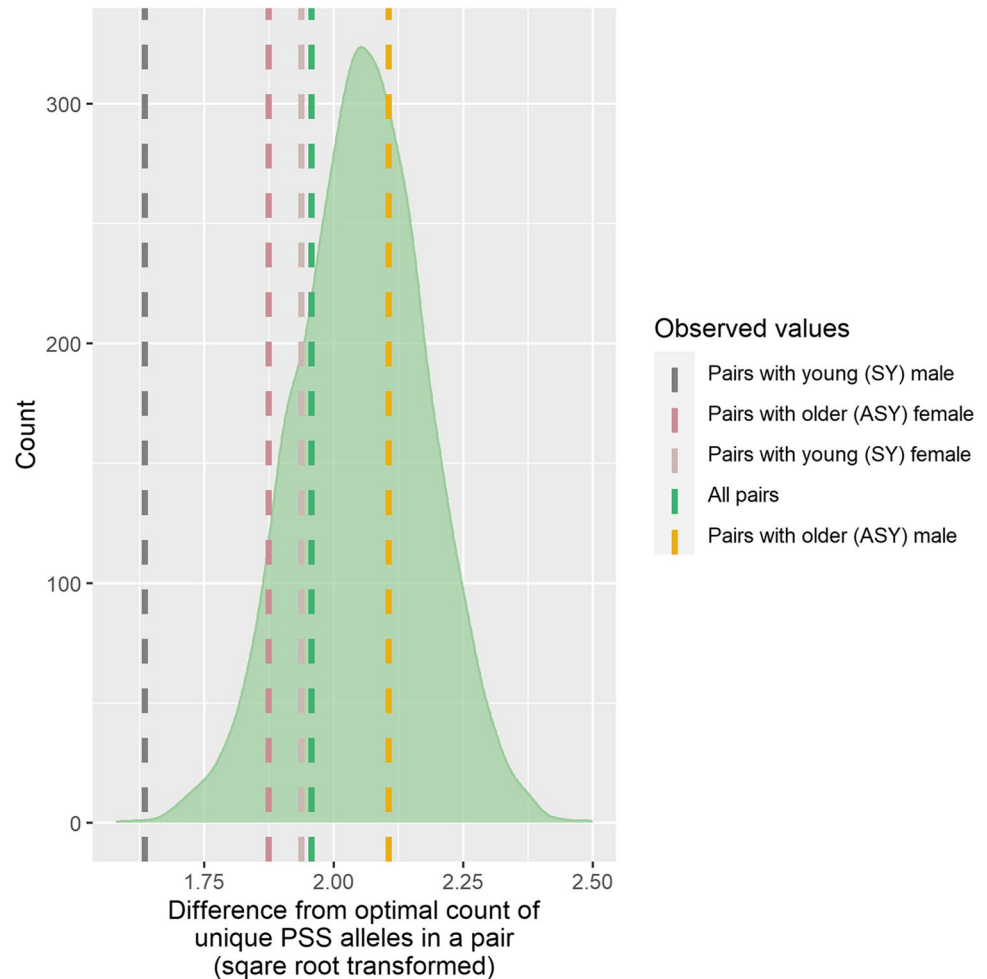 300
200
100
0
Count
1.75 2.00 2.25 2.50
Difference from optimal count of
unique PSS alleles in a pair
(sqare root transformed)
Observed values
Pairs with young (SY) male
Pairs with older (ASY) female
Pairs with young (SY) female
All pairs
Pairs with older (ASY) male